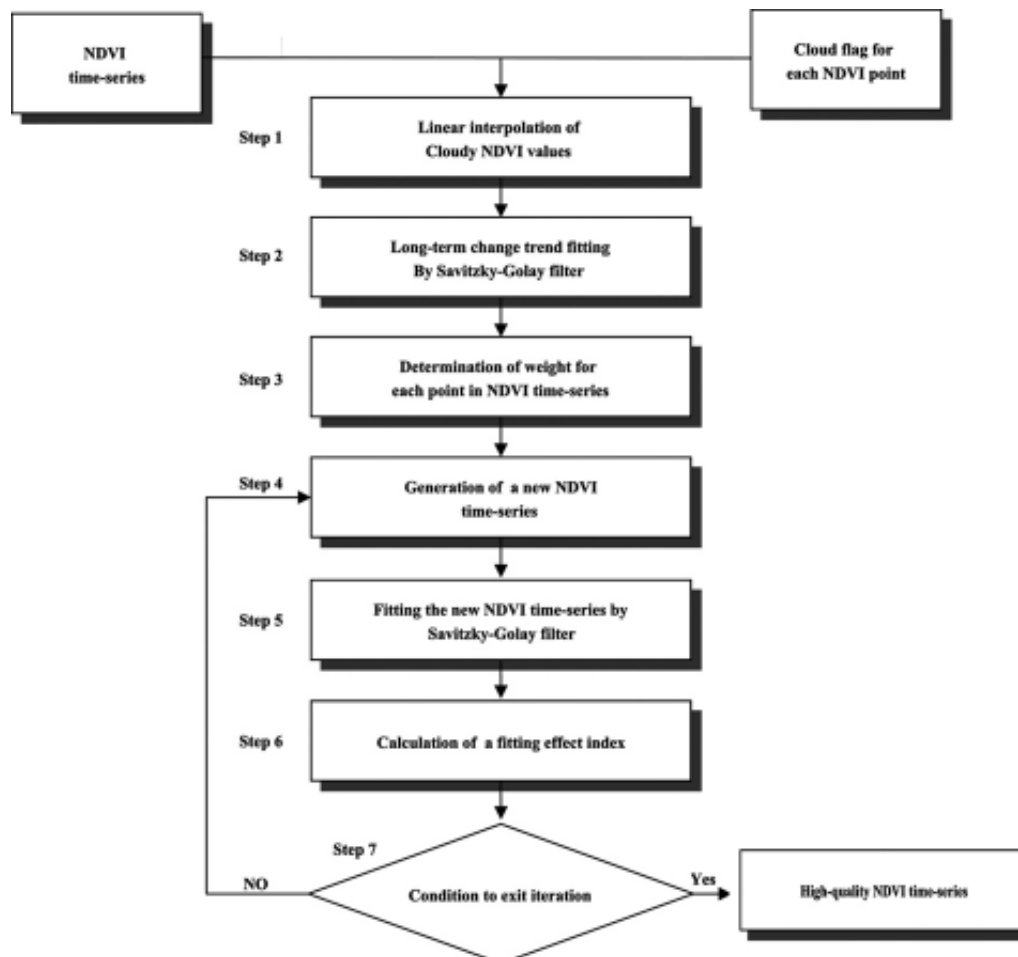 NDVI
time-series
Cloud flag for
each NDVI point
Step 1
Linear interpolation of
Cloudy NDVI values
Step 2
Long-term change trend fitting
By Savitzky-Golay filter
Step 3
Determination of weight for
each point in NDVI time-series
Step 4
Generation of a new NDVI
time-series
Step 5
Fitting the new NDVI time-series by
Savitzky-Golay filter
Step 6
Calculation of a fitting effect index
Step 7
NO
Condition to exit iteration
Yes
High-quality NDVI time-series